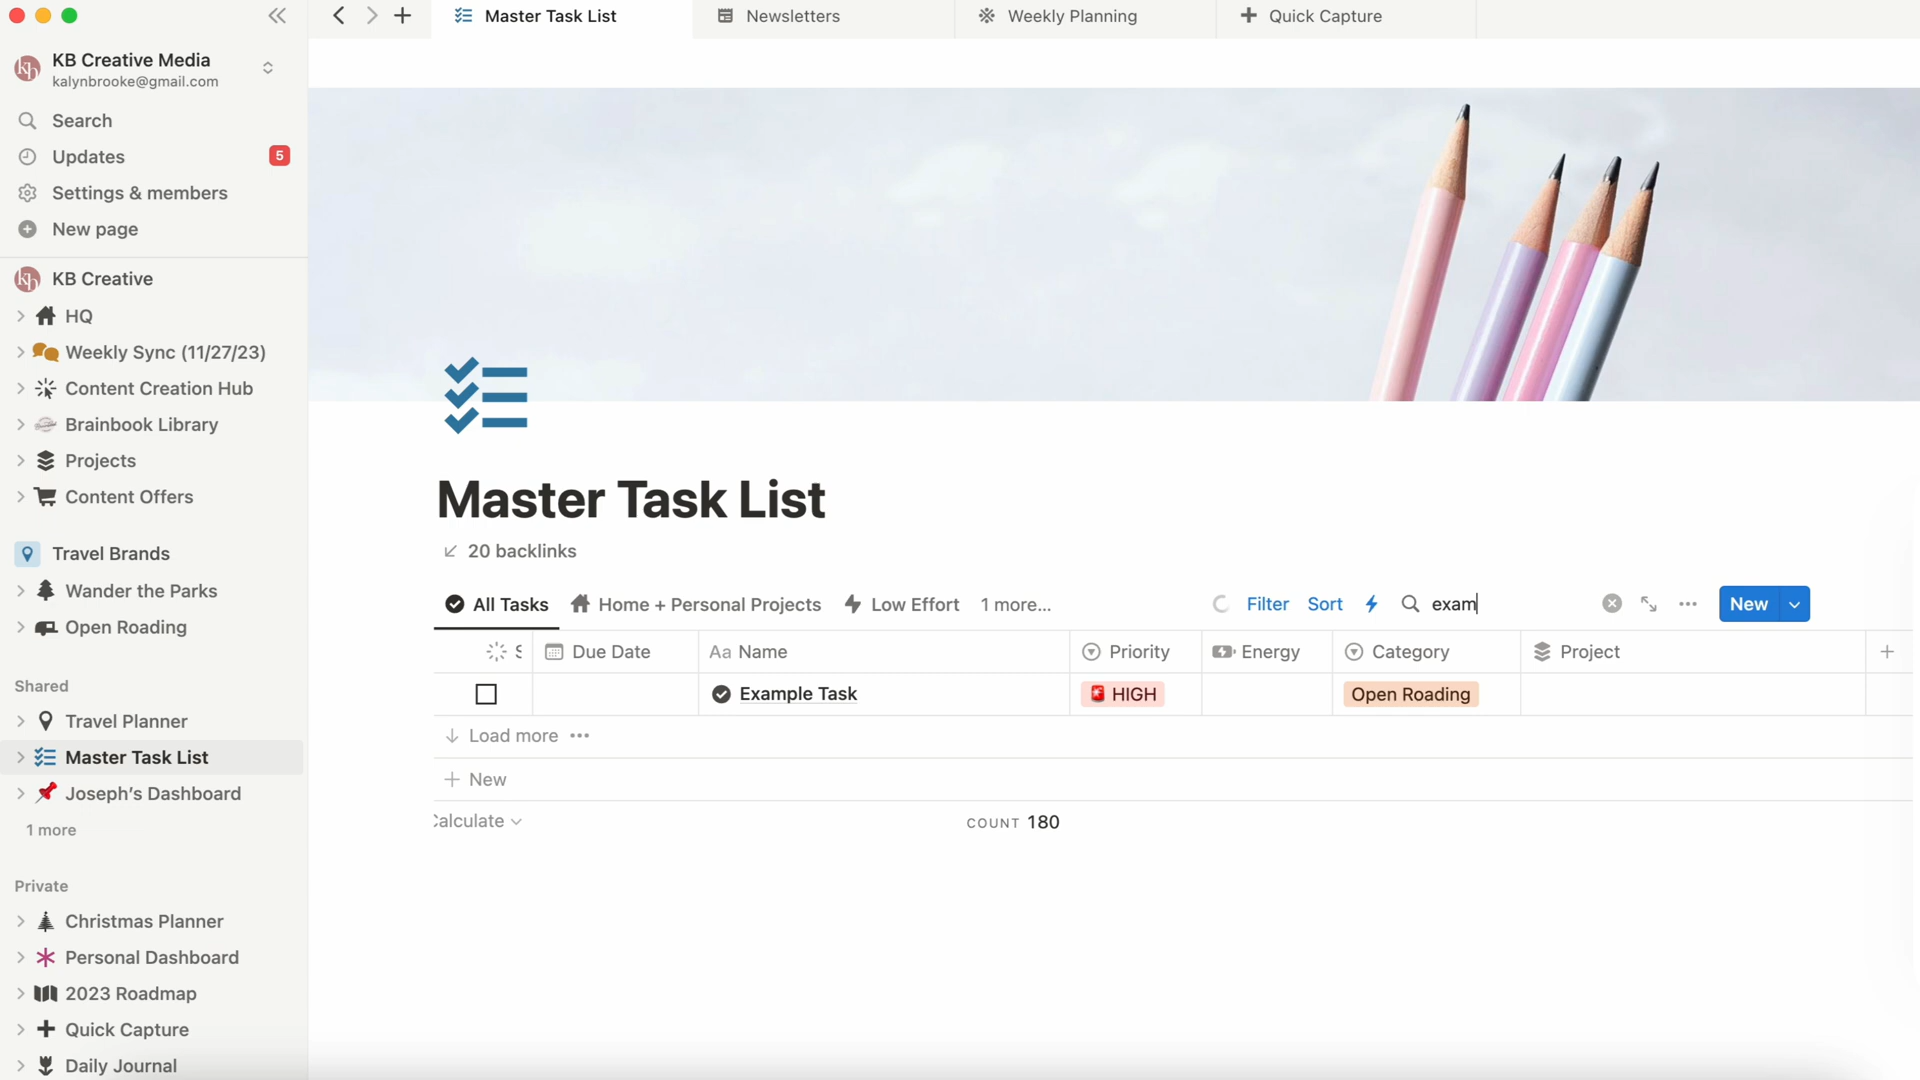 Master Task List
Newsletters
Weekly Planning
Quick Capture
KB Creative Media
kalynbrooke@gmail.com
Search
Updates 5
Settings & members
New page
KB Creative
HQ
Weekly Sync (11/27/23)
Content Creation Hub
Brainbook Library
Projects
Content Offers
Travel Brands
Wander the Parks
Open Roading
Shared
Travel Planner
Master Task List
Joseph's Dashboard
1 more
Private
Christmas Planner
Personal Dashboard
2023 Roadmap
Quick Capture
Daily Journal
Master Task List
20 backlinks
All Tasks Home + Personal Projects Low Effort 1 more... Filter Sort exam New
Due Date Aa Name Priority Energy Category Project
Example Task HIGH Open Roading
Load more
New
Calculate COUNT 180